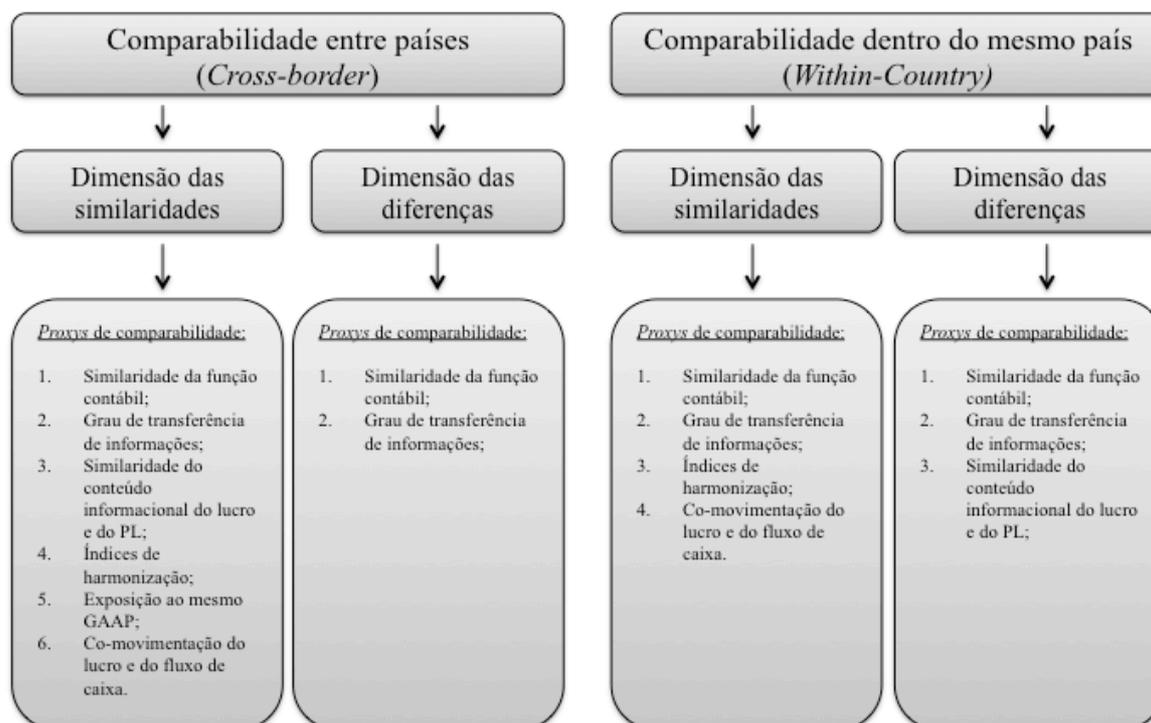 Comparabilidade entre países
(Cross-border)
Comparabilidade dentro do mesmo país
(Within-Country)
Dimensão das
similaridades
Dimensão das
diferenças
Dimensão das
similaridades
Dimensão das
diferenças
Proxys de comparabilidade:
1. Similaridade da função
contábil;
2. Grau de transferência
de informações;
3. Similaridade do
conteúdo
informacional do lucro
e do PL;
4. Índices de
harmonização;
5. Exposição ao mesmo
GAAP;
6. Co-movimentação do
lucro e do fluxo de
caixa.
Proxys de comparabilidade:
1. Similaridade da função
contábil;
2. Grau de transferência
de informações;
Proxys de comparabilidade:
1. Similaridade da função
contábil;
2. Grau de transferência
de informações;
3. Índices de
harmonização;
4. Co-movimentação do
lucro e do fluxo de
caixa.
Proxys de comparabilidade:
1. Similaridade da função
contábil;
2. Grau de transferência
de informações;
3. Similaridade do
conteúdo
informacional do lucro
e do PL;